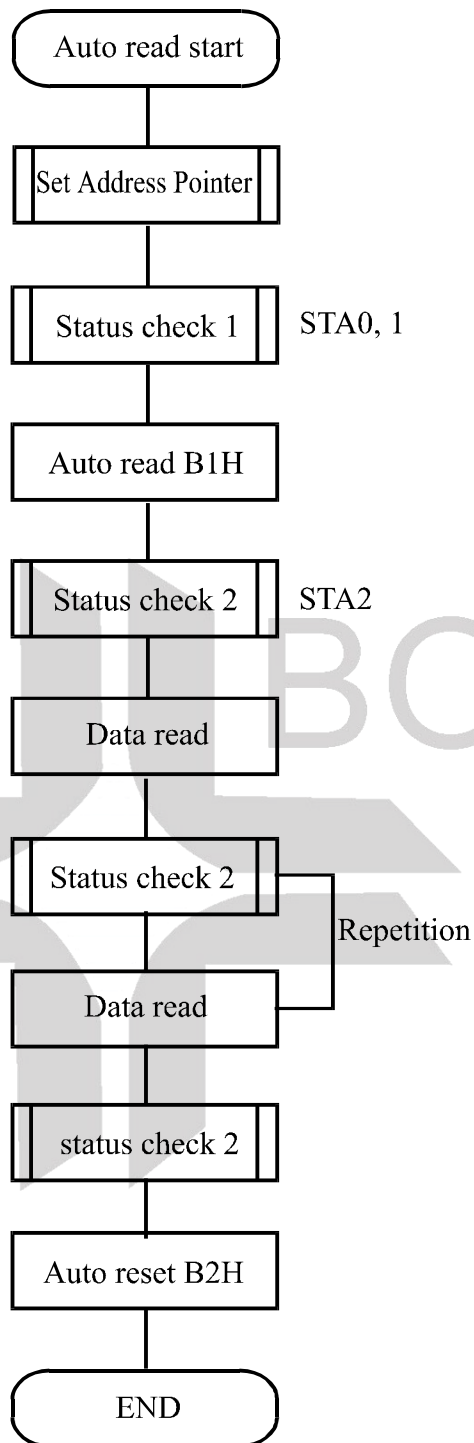 Auto read start
Set Address Pointer
Status check 1
STA0, 1
Auto read B1H
Status check 2
STA2
BO
Data read
Status check 2
Repetition
Data read
status check 2
Auto reset B2H
END